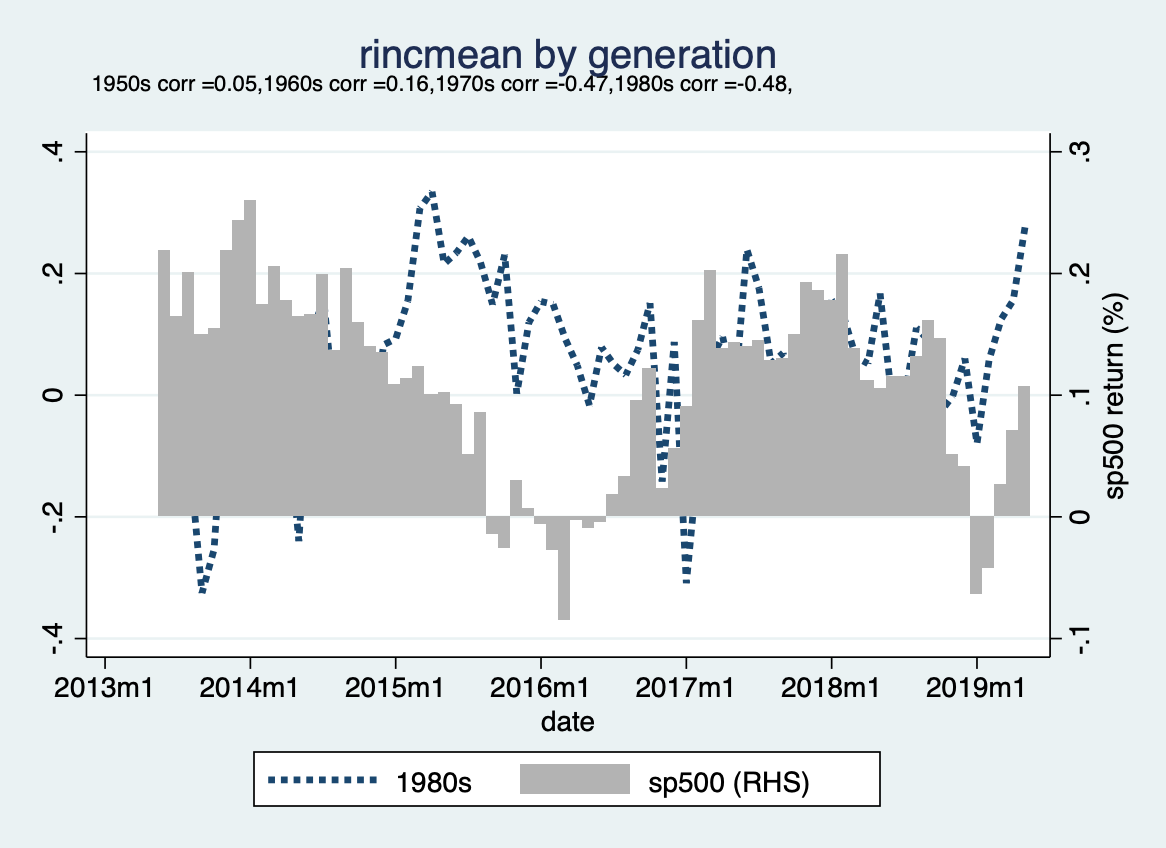 rincmean by generation
1950s corr =0.05,1960s corr =0.16,1970s corr =-0.47,1980s corr =-0.48,
.4
.2
0
-.2
-.4
.3
.2
.1
0
-.1
sp500 return (%)
2013m1 2014m1 2015m1 2016m1 2017m1 2018m1 2019m1
date
1980s sp500 (RHS)